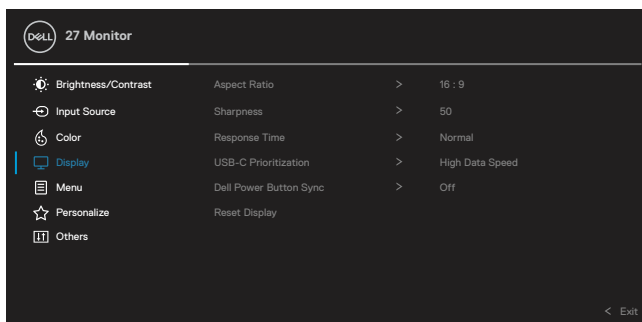 DELL 27 Monitor
Brightness/Contrast Aspect Ratio > 16 : 9
Input Source Sharpness > 50
Color Response Time > Normal
Display USB-C Prioritization > High Data Speed
Menu Dell Power Button Sync > Off
Personalize Reset Display
Others
< Exit